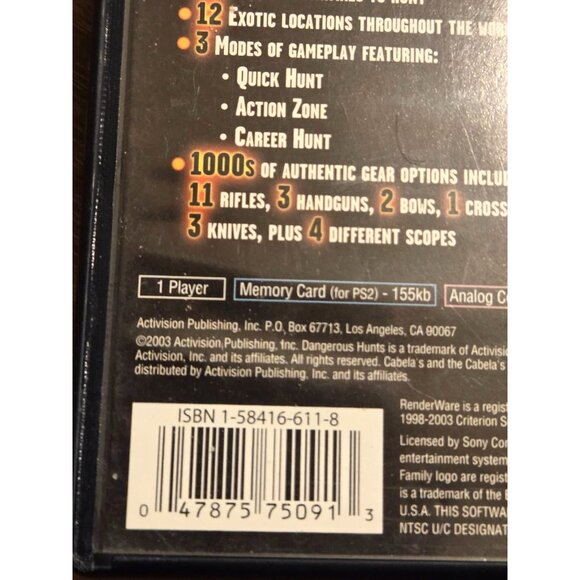 TO HUNT
• 12 EXOTIC LOCATIONS THROUGHOUT THE
• 3 MODES OF GAMEPLAY FEATURING:
• QUICK HUNT
• ACTION ZONE
• CAREER HUNT
• 1000s OF AUTHENTIC GEAR OPTIONS INCLU
11 RIFLES, 3 HANDGUNS, 2 BOWS, 1 CROSS
3 KNIVES, PLUS 4 DIFFERENT SCOPES
1 Player
Memory Card (for PS2) - 155kb
Analog Co
Activision Publishing, Inc. P.O. Box 67713, Los Angeles, CA 90067
©2003 Activision Publishing, Inc. Dangerous Hunts is a trademark of Activisi
Activision, Inc. and its affiliates. All rights reserved. Cabela's and the Cabela's
distributed by Activision Publishing, Inc. and its affiliates.
ISBN 1-58416-611-8
0 47875 75091 3
RenderWare is a regist
1998-2003 Criterion S
Licensed by Sony Com
entertainment system
Family logo are regist
is a trademark of the E
U.S.A. THIS SOFTWAR
NTSC U/C DESIGNAT